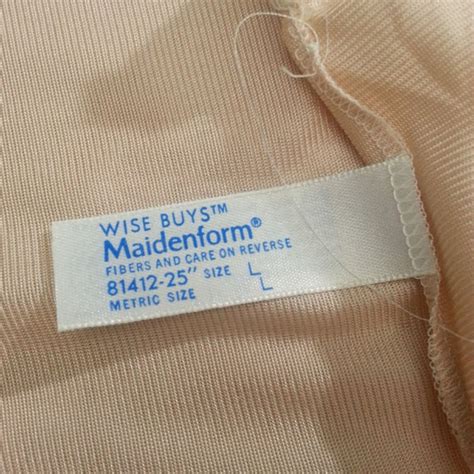 WISE BUYS™
Maidenform®
FIBERS AND CARE ON REVERSE
81412-25" SIZE L
METRIC SIZE L